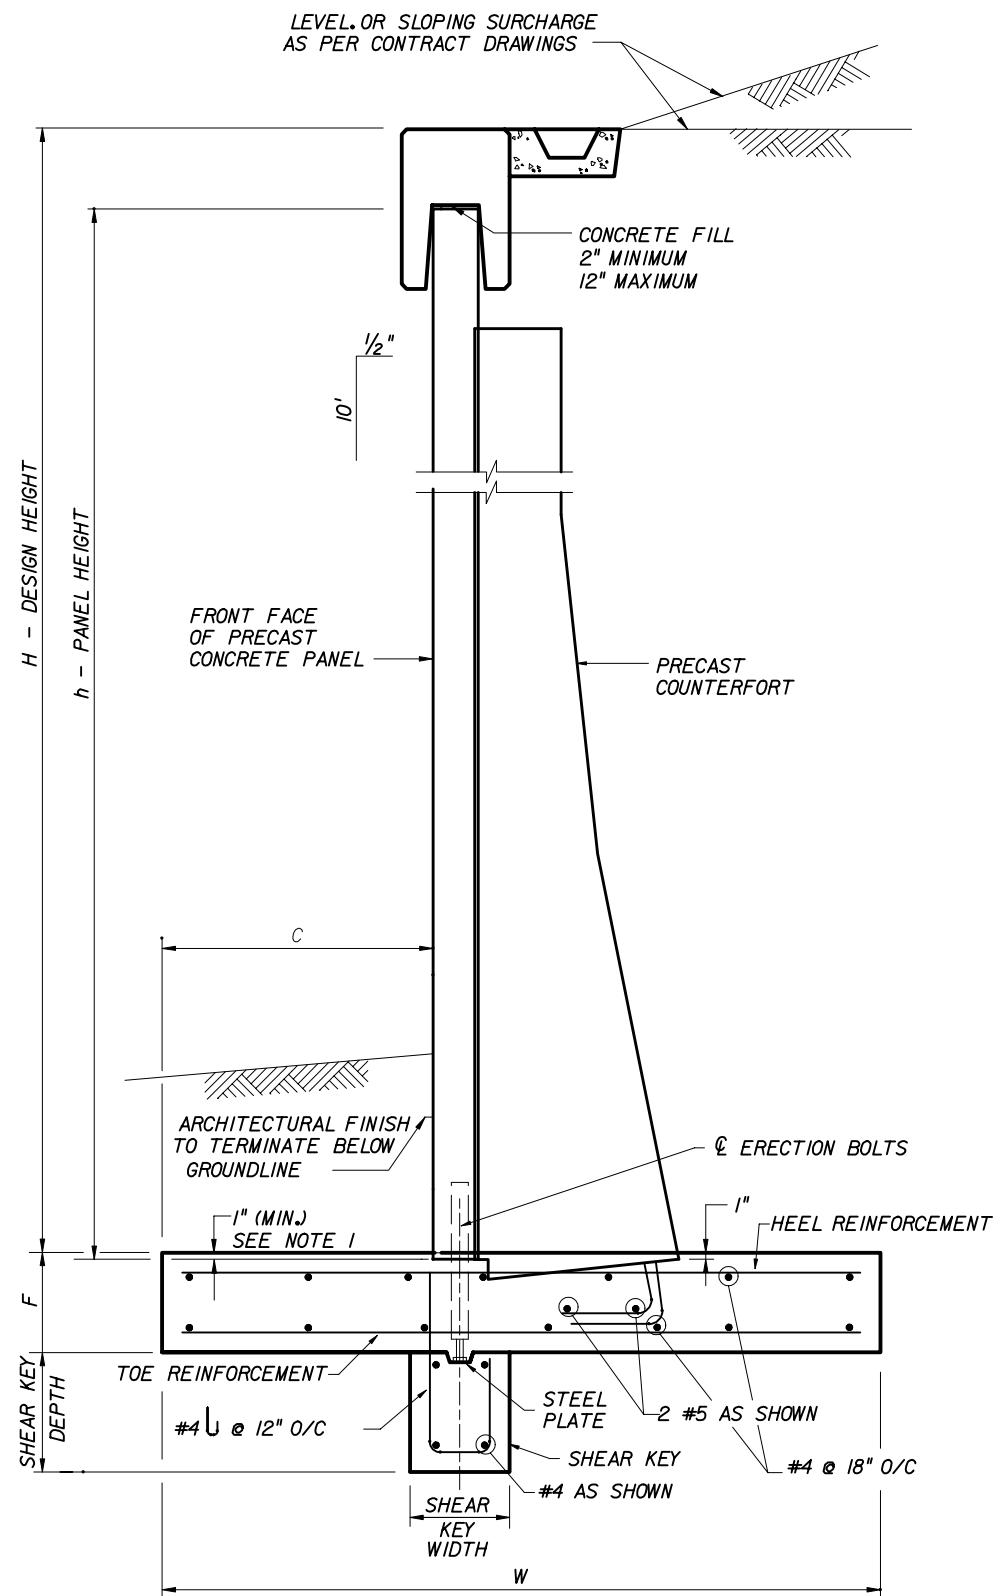 LEVEL.OR SLOPING SURCHARGE
AS PER CONTRACT DRAWINGS
CONCRETE FILL
2" MINIMUM
12" MAXIMUM
1/2"
10'
H - DESIGN HEIGHT
h - PANEL HEIGHT
FRONT FACE
OF PRECAST
CONCRETE PANEL
PRECAST
COUNTERFORT
C
ARCHITECTURAL FINISH
TO TERMINATE BELOW
GROUNDLINE
℄ ERECTION BOLTS
1" (MIN.)
SEE NOTE 1
1"
HEEL REINFORCEMENT
F
TOE REINFORCEMENT
SHEAR KEY
DEPTH
#4 @ 12" O/C
STEEL
PLATE
2 #5 AS SHOWN
SHEAR KEY
#4 @ 18" O/C
#4 AS SHOWN
SHEAR
KEY
WIDTH
W